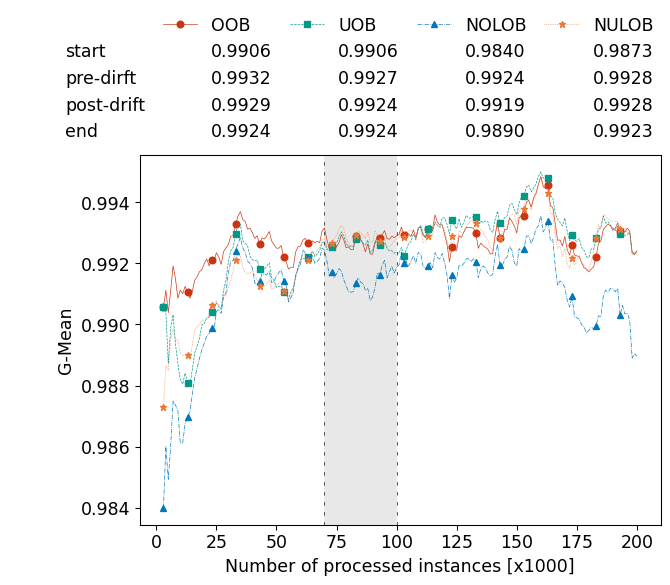 OOB UOB NOLOB NULOB
start 0.9906 0.9906 0.9840 0.9873
pre-dirft 0.9932 0.9927 0.9924 0.9928
post-drift 0.9929 0.9924 0.9919 0.9928
end 0.9924 0.9924 0.9890 0.9923
0.994
0.992
0.990
0.988
0.986
0.984
G-Mean
0 25 50 75 100 125 150 175 200
Number of processed instances [x1000]